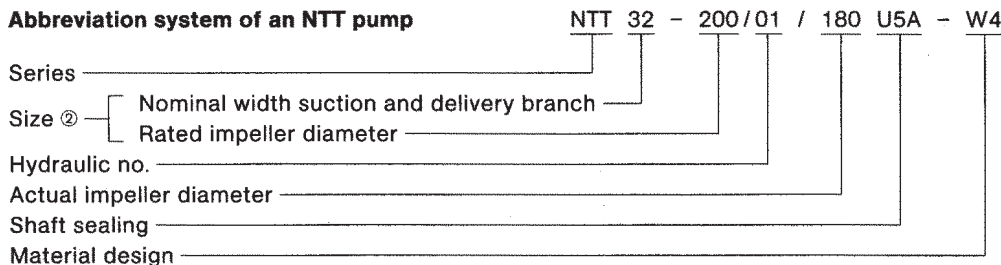 Abbreviation system of an NTT pump NTT 32 - 200/01 / 180 U5A - W4
Series
Size ② Nominal width suction and delivery branch
Rated impeller diameter
Hydraulic no.
Actual impeller diameter
Shaft sealing
Material design